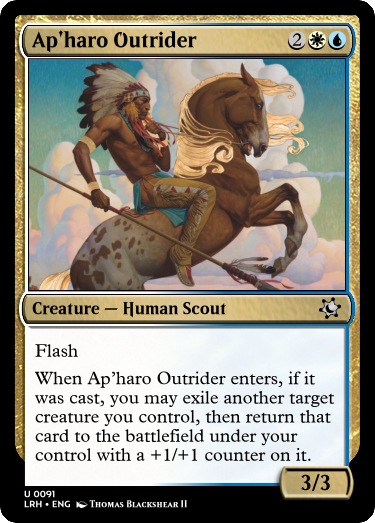 Ap'haro Outrider 2
Creature — Human Scout
Flash
When Ap'haro Outrider enters, if it
was cast, you may exile another target
creature you control, then return that
card to the battlefield under your
control with a +1/+1 counter on it.
3/3
U 0091
LRH • ENG Thomas Blackshear II